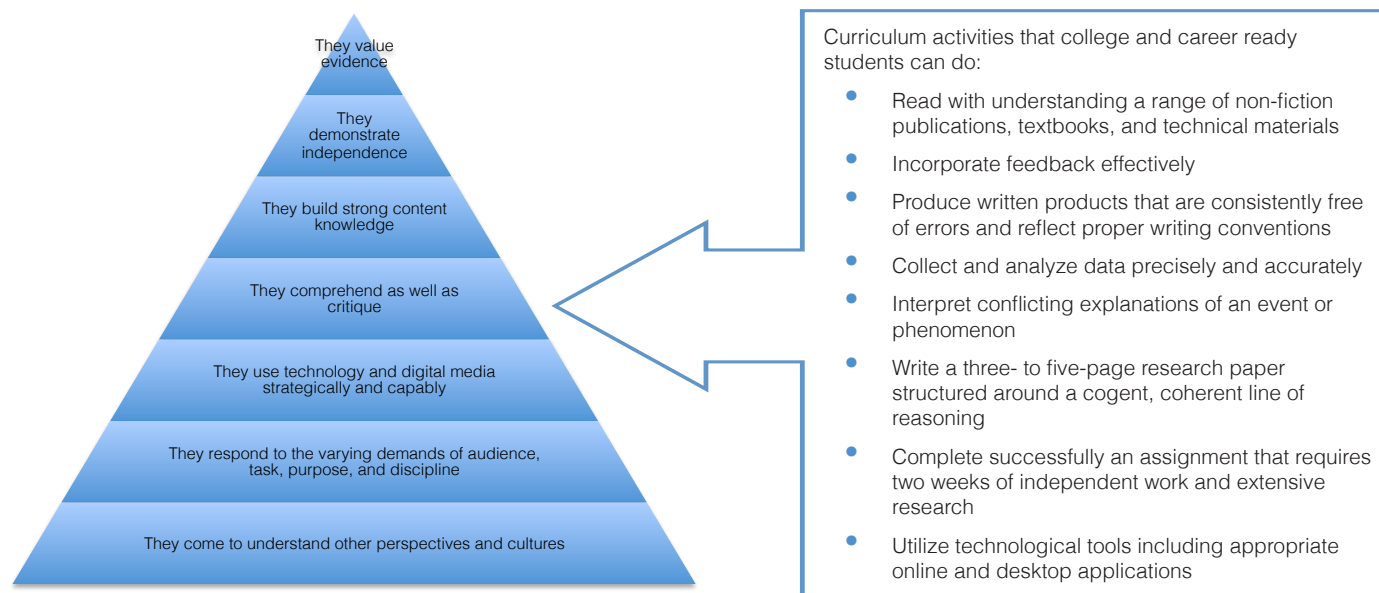 They value
evidence
They
demonstrate
independence
They build strong content
knowledge
They comprehend as well as
critique
They use technology and digital media
strategically and capably
They respond to the varying demands of audience,
task, purpose, and discipline
They come to understand other perspectives and cultures
Curriculum activities that college and career ready
students can do:
• Read with understanding a range of non-fiction
publications, textbooks, and technical materials
• Incorporate feedback effectively
• Produce written products that are consistently free
of errors and reflect proper writing conventions
• Collect and analyze data precisely and accurately
• Interpret conflicting explanations of an event or
phenomenon
• Write a three- to five-page research paper
structured around a cogent, coherent line of
reasoning
• Complete successfully an assignment that requires
two weeks of independent work and extensive
research
• Utilize technological tools including appropriate
online and desktop applications